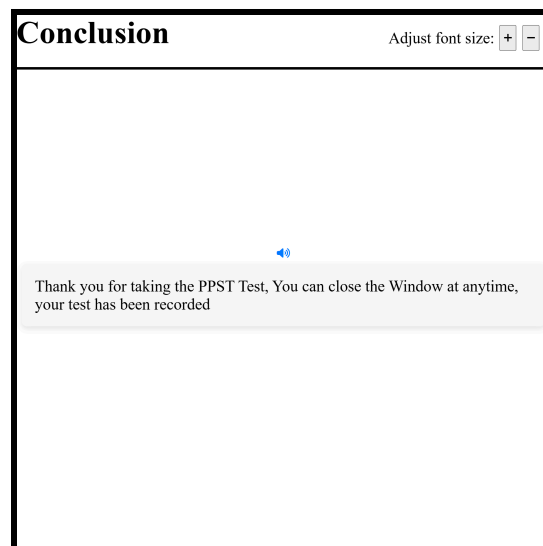 Conclusion
Adjust font size: + −
Thank you for taking the PPST Test, You can close the Window at anytime,
your test has been recorded